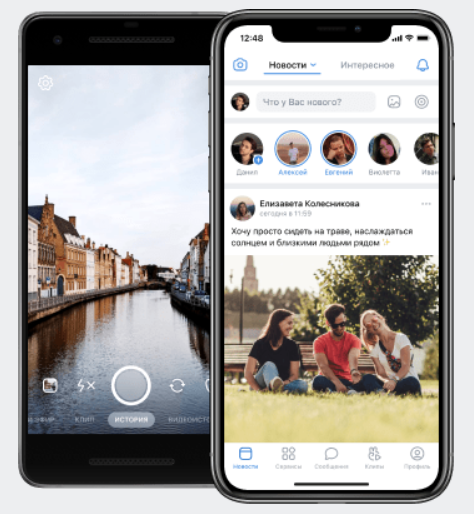 12:48
Новости
Интересное
Что у Вас нового?
Данил
Алексей
Евгений
Виолетта
Иван
Елизавета Колесникова
сегодня в 11:59
Хочу просто сидеть на траве, наслаждаться
солнцем и близкими людьми рядом ✨
КЛИП
ИСТОРИЯ
ВИДЕОИСТО
Новости
Сервисы
Сообщения
Клипы
Профиль